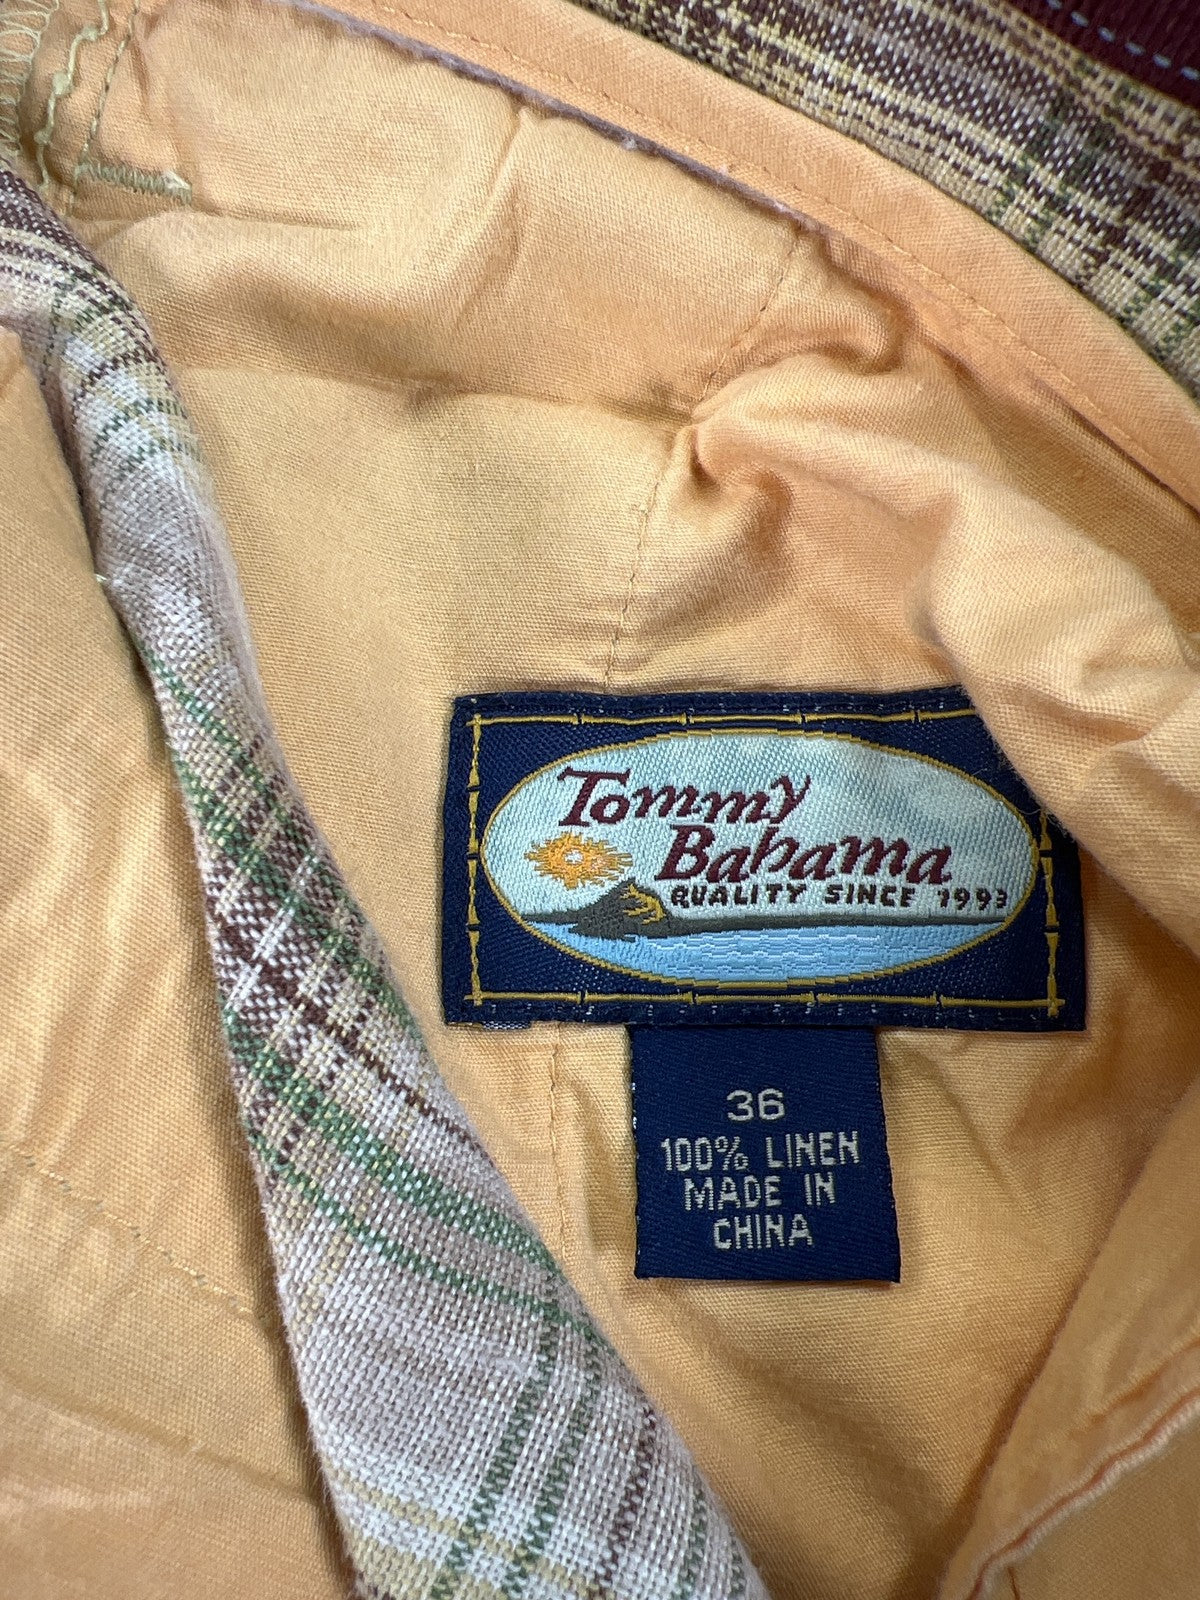 Tommy
Bahama
QUALITY SINCE 1993
36
100% LINEN
MADE IN
CHINA